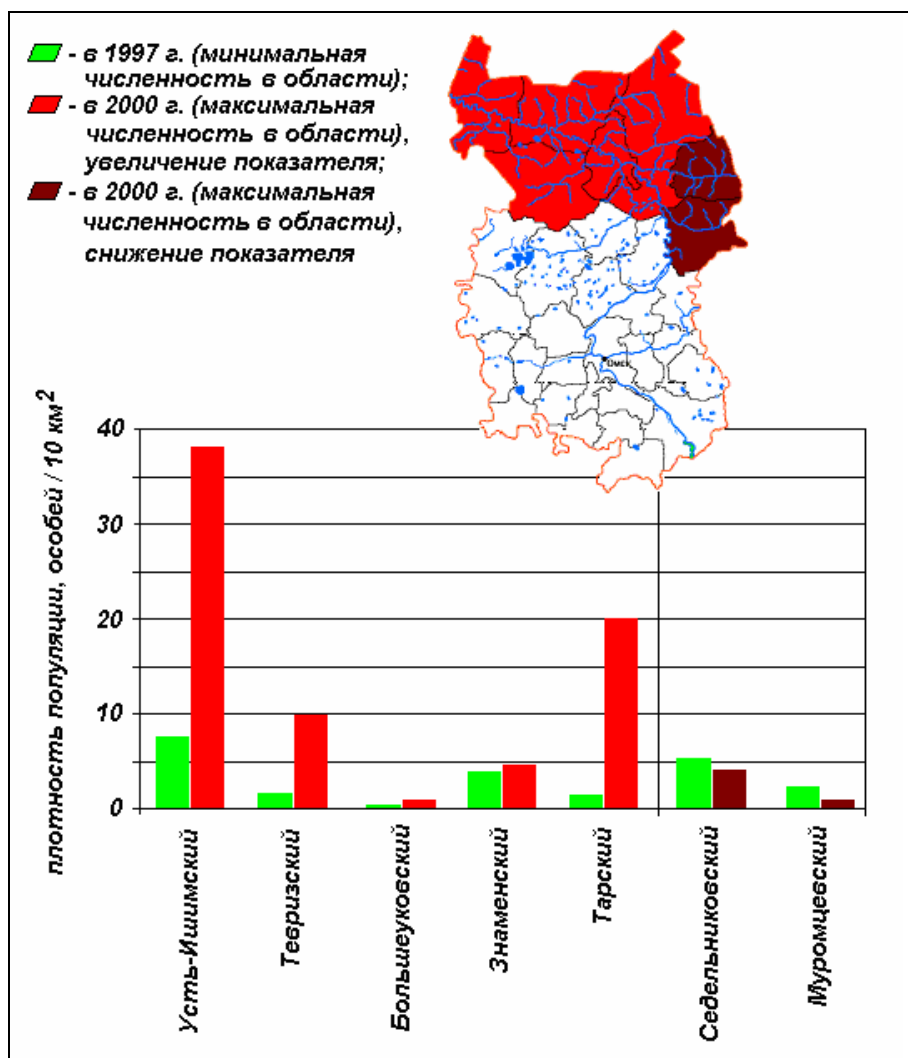 - в 1997 г. (минимальная
численность в области);
- в 2000 г. (максимальная
численность в области),
увеличение показателя;
- в 2000 г. (максимальная
численность в области),
снижение показателя
Омск
плотность популяции, особей / 10 км²
40
30
20
10
0
Усть-Ишимский
Тевризский
Большеуковский
Знаменский
Тарский
Седельниковский
Муромцевский